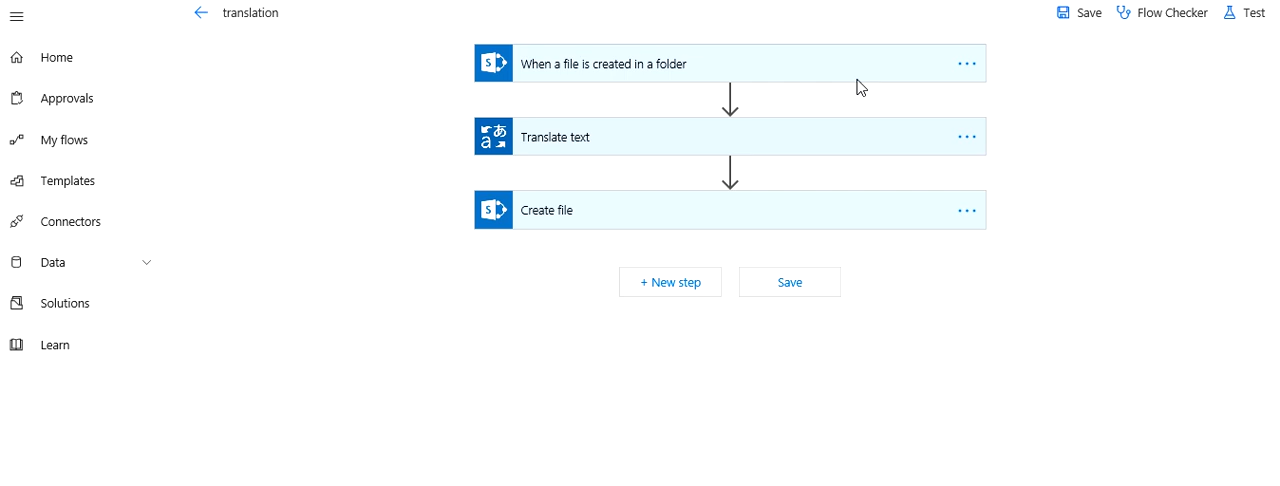 translation
Save
Flow Checker
Test
Home
Approvals
My flows
Templates
Connectors
Data
Solutions
Learn
S
When a file is created in a folder
あ
a
Translate text
S
Create file
+ New step
Save